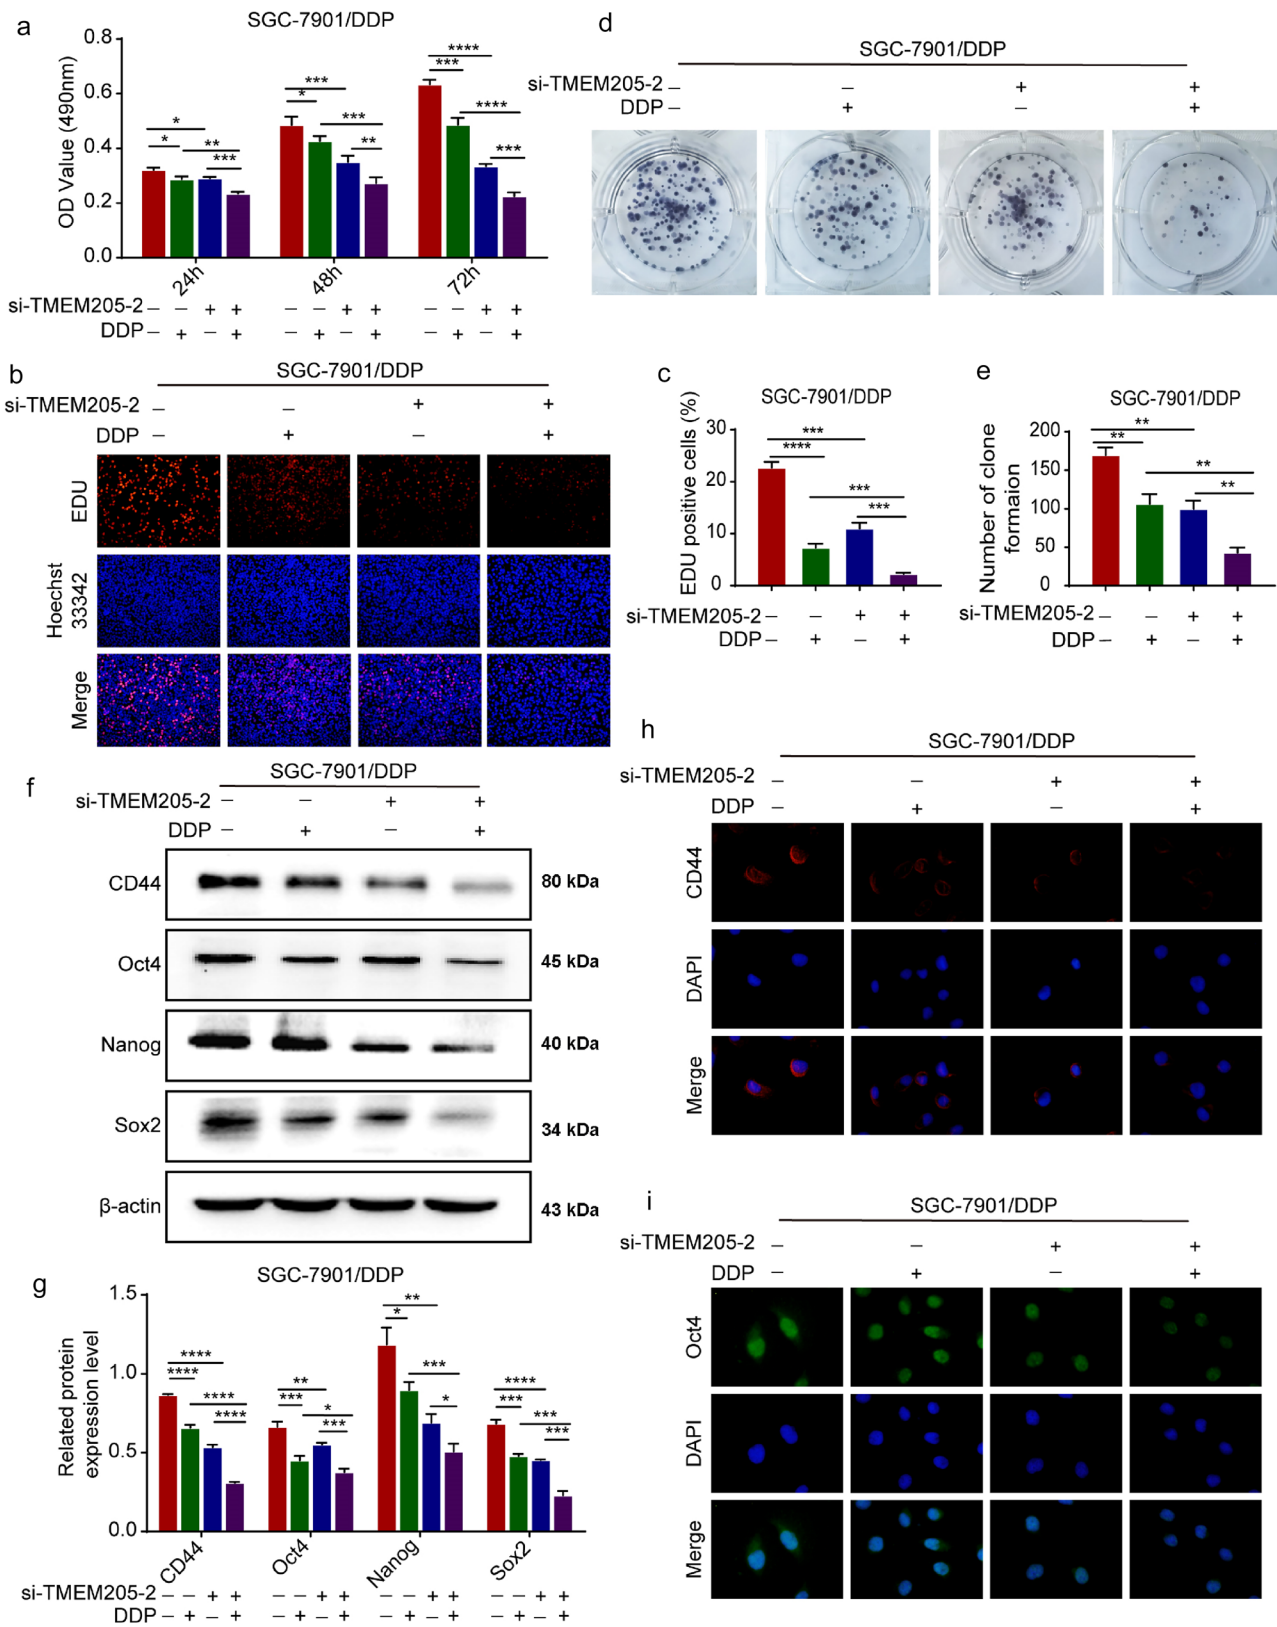 a
SGC-7901/DDP
OD Value (490nm)
0.8
0.6
0.4
0.2
0.0
* * ** ***
*** * *** **
**** *** **** ***
24h 48h 72h
si-TMEM205-2 − − + + − − + + − − + +
DDP − + − + − + − + − + − +
b
SGC-7901/DDP
si-TMEM205-2 − − + +
DDP − + − +
EDU
Hoechst
33342
Merge
c
SGC-7901/DDP
EDU positive cells (%)
30
20
10
0
***
****
***
***
si-TMEM205-2 − − + +
DDP − + − +
d
SGC-7901/DDP
si-TMEM205-2 − − + +
DDP − + − +
e
SGC-7901/DDP
Number of clone
formaion
200
150
100
50
0
**
**
**
**
si-TMEM205-2 − − + +
DDP − + − +
f
SGC-7901/DDP
si-TMEM205-2 − − + +
DDP − + − +
CD44 80 kDa
Oct4 45 kDa
Nanog 40 kDa
Sox2 34 kDa
β-actin 43 kDa
g
SGC-7901/DDP
Related protein
expression level
1.5
1.0
0.5
0.0
**** **** **** ****
** *** * ***
** * *** *
**** *** *** ***
CD44 Oct4 Nanog Sox2
si-TMEM205-2 − − + + − − + + − − + + − − + +
DDP − + − + − + − + − + − + − + − +
h
SGC-7901/DDP
si-TMEM205-2 − − + +
DDP − + − +
CD44
DAPI
Merge
i
SGC-7901/DDP
si-TMEM205-2 − − + +
DDP − + − +
Oct4
DAPI
Merge